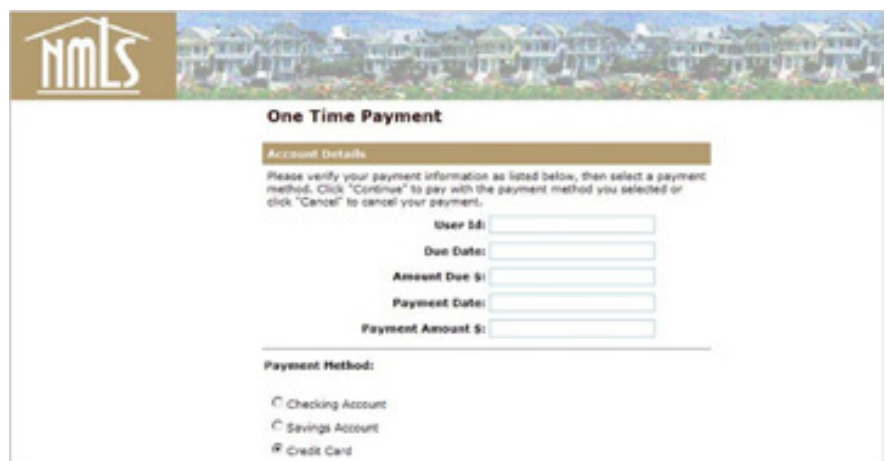 NMLS
One Time Payment
Account Details
Please verify your payment information as listed below, then select a payment
method. Click "Continue" to pay with the payment method you selected or
click "Cancel" to cancel your payment.
User Id:
Due Date:
Amount Due $:
Payment Date:
Payment Amount $:
Payment Method:
Checking Account
Savings Account
Credit Card